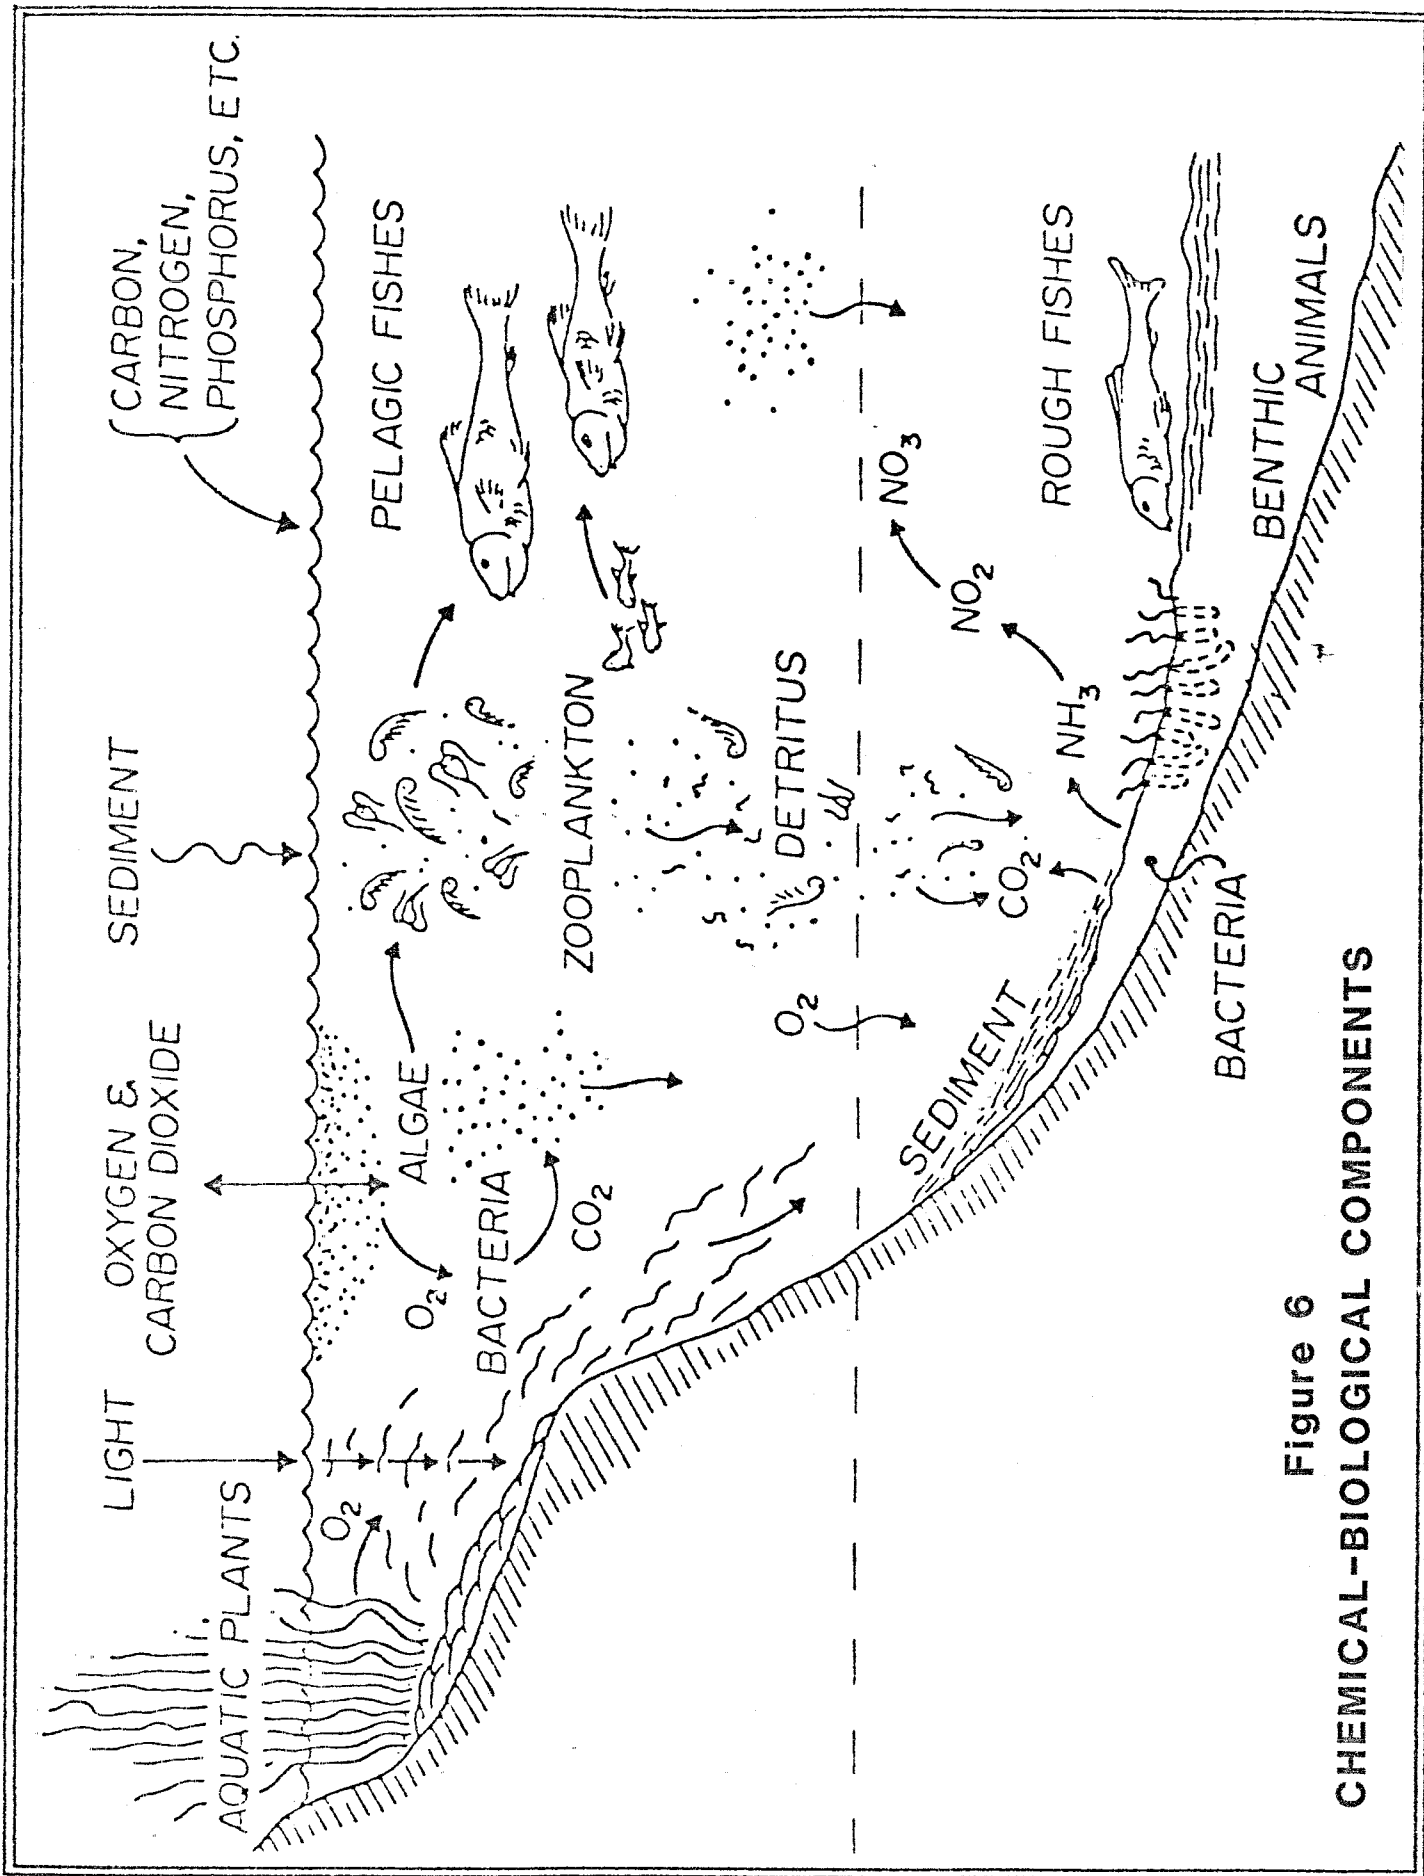 LIGHT
OXYGEN &
CARBON DIOXIDE
SEDIMENT
CARBON,
NITROGEN,
PHOSPHORUS, ETC.
AQUATIC PLANTS
O₂
ALGAE
PELAGIC FISHES
O₂
BACTERIA
CO₂
ZOOPLANKTON
O₂
DETRITUS
NO₃
NO₂
SEDIMENT
CO₂
NH₃
ROUGH FISHES
BACTERIA
BENTHIC
ANIMALS
Figure 6
CHEMICAL-BIOLOGICAL COMPONENTS